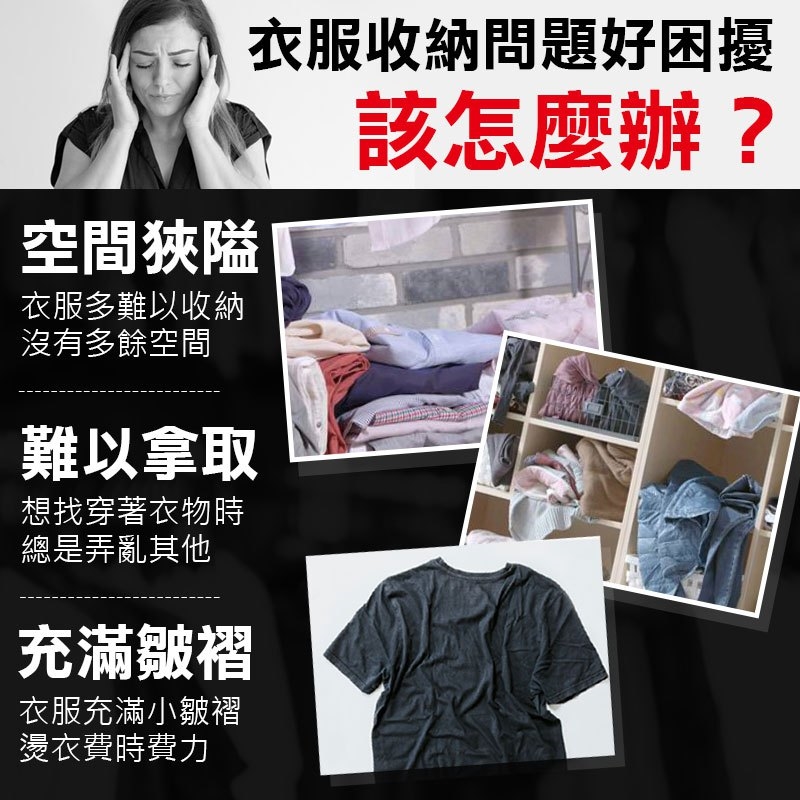 衣服收納問題好困擾
該怎麼辦？
空間狹隘
衣服多難以收納
沒有多餘空間
難以拿取
想找穿著衣物時
總是弄亂其他
充滿皺褶
衣服充滿小皺褶
燙衣費時費力